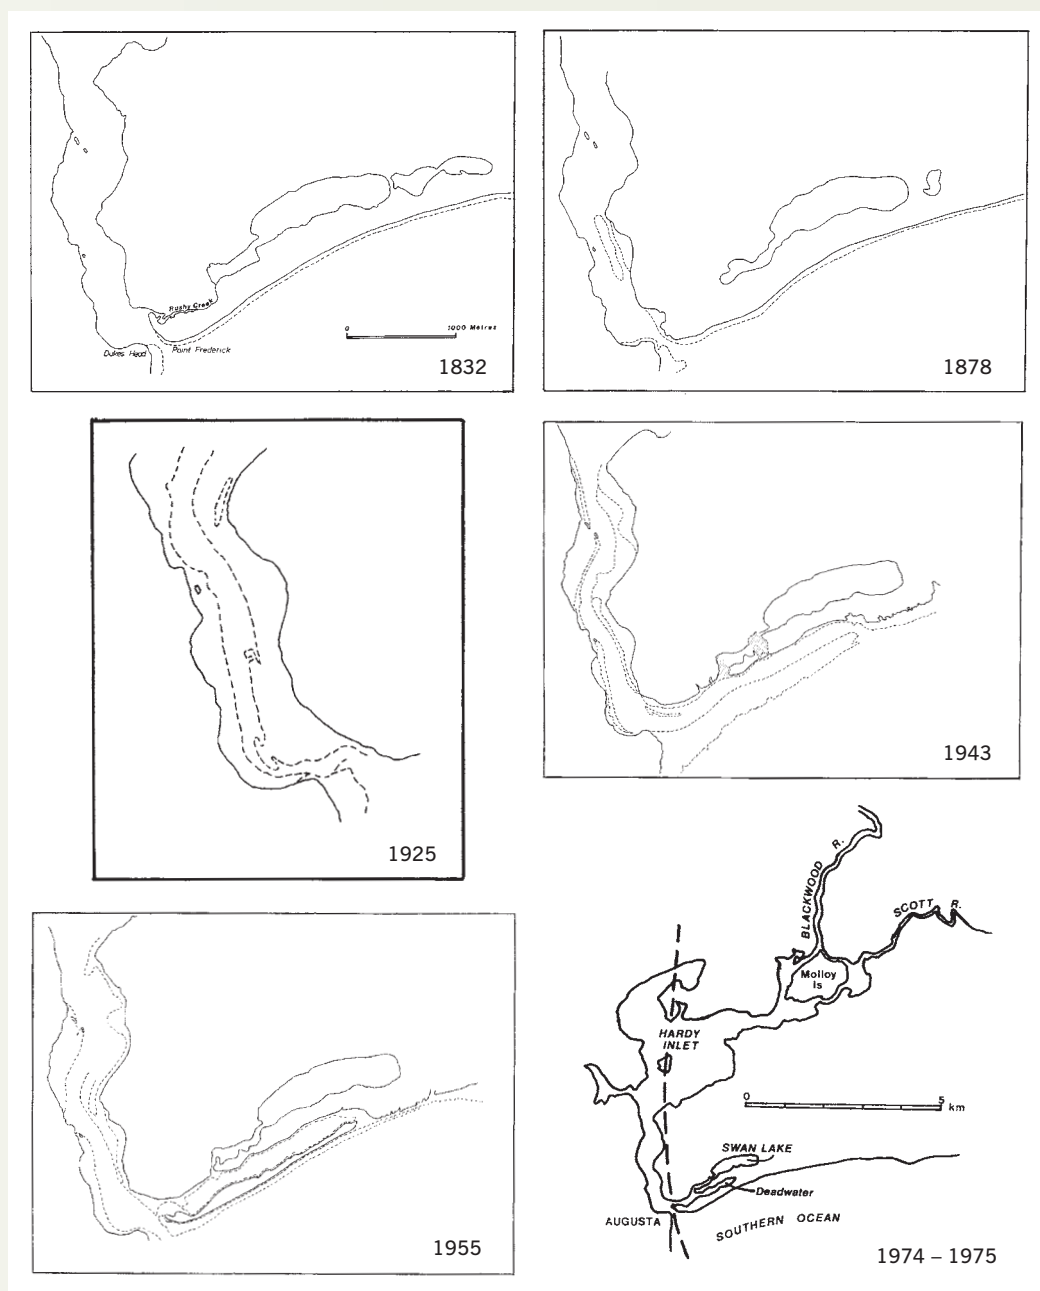 Rushy Creek
0 1000 Metres
Dukes Head
Point Frederick
1832
1878
1925
1943
1955
BLACKWOOD R.
SCOTT R.
Molloy
Is
HARDY
INLET
0 5
km
SWAN LAKE
Deadwater
AUGUSTA
SOUTHERN OCEAN
1974 – 1975